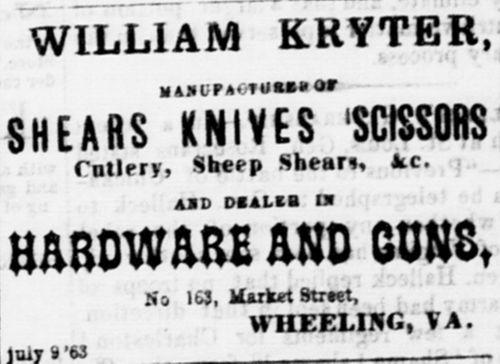 WILLIAM KRYTER,
MANUFACTURER OF
SHEARS KNIVES SCISSORS
Cutlery, Sheep Shears, &c.
AND DEALER IN
HARDWARE AND GUNS,
No 163, Market Street,
WHEELING, VA.
july 9,'63